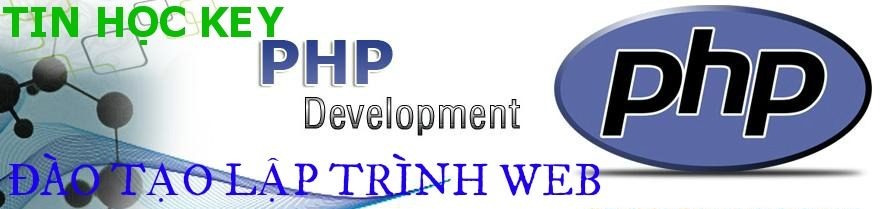 TIN HỌC KEY
PHP
Development
php
ĐÀO TẠO LẬP TRÌNH WEB